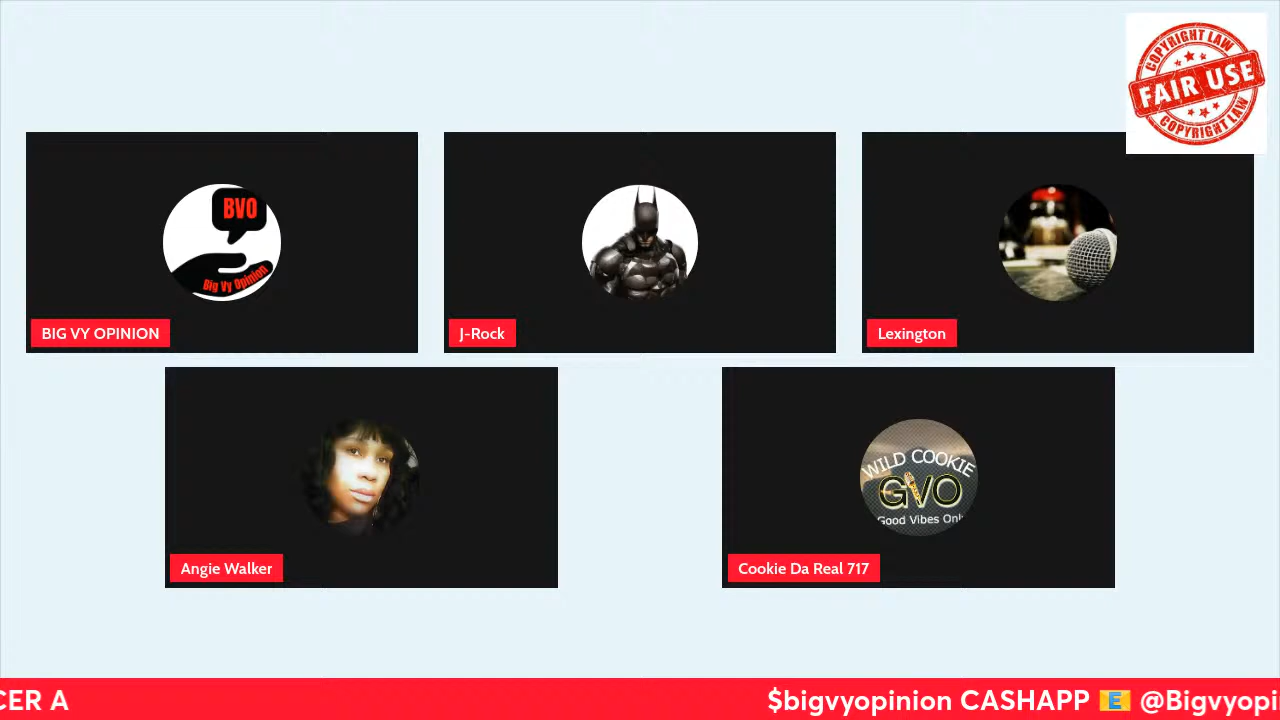 COPYRIGHT LAW
FAIR USE
COPYRIGHT LAW
BVO
Big Vy Opinion
BIG VY OPINION
J-Rock
Lexington
WILD COOKIE
GVO
Good Vibes Onl
Angie Walker
Cookie Da Real 717
CER A
$bigvyopinion CASHAPP 📧 @Bigvyopi